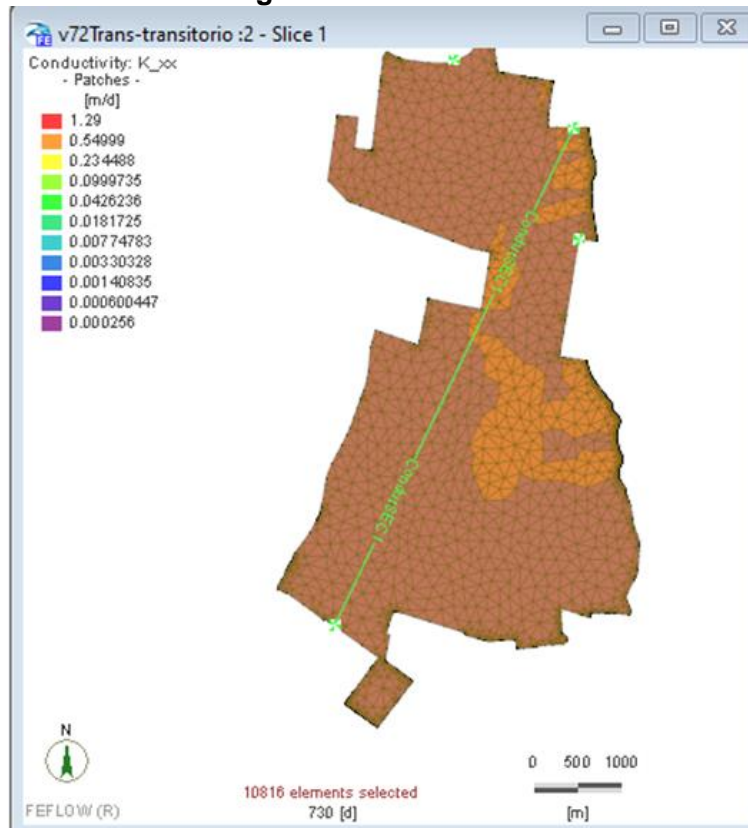 v72Trans-transitorio :2 - Slice 1
Conductivity: K_xx
- Patches -
[m/d]
1.29
0.54999
0.234488
0.0999735
0.0426236
0.0181725
0.00774783
0.00330328
0.00140835
0.000600447
0.000256
CondurSEC1
CondurSEC1
N
FEFLOW (R)
10816 elements selected
730 [d]
0 500 1000
[m]